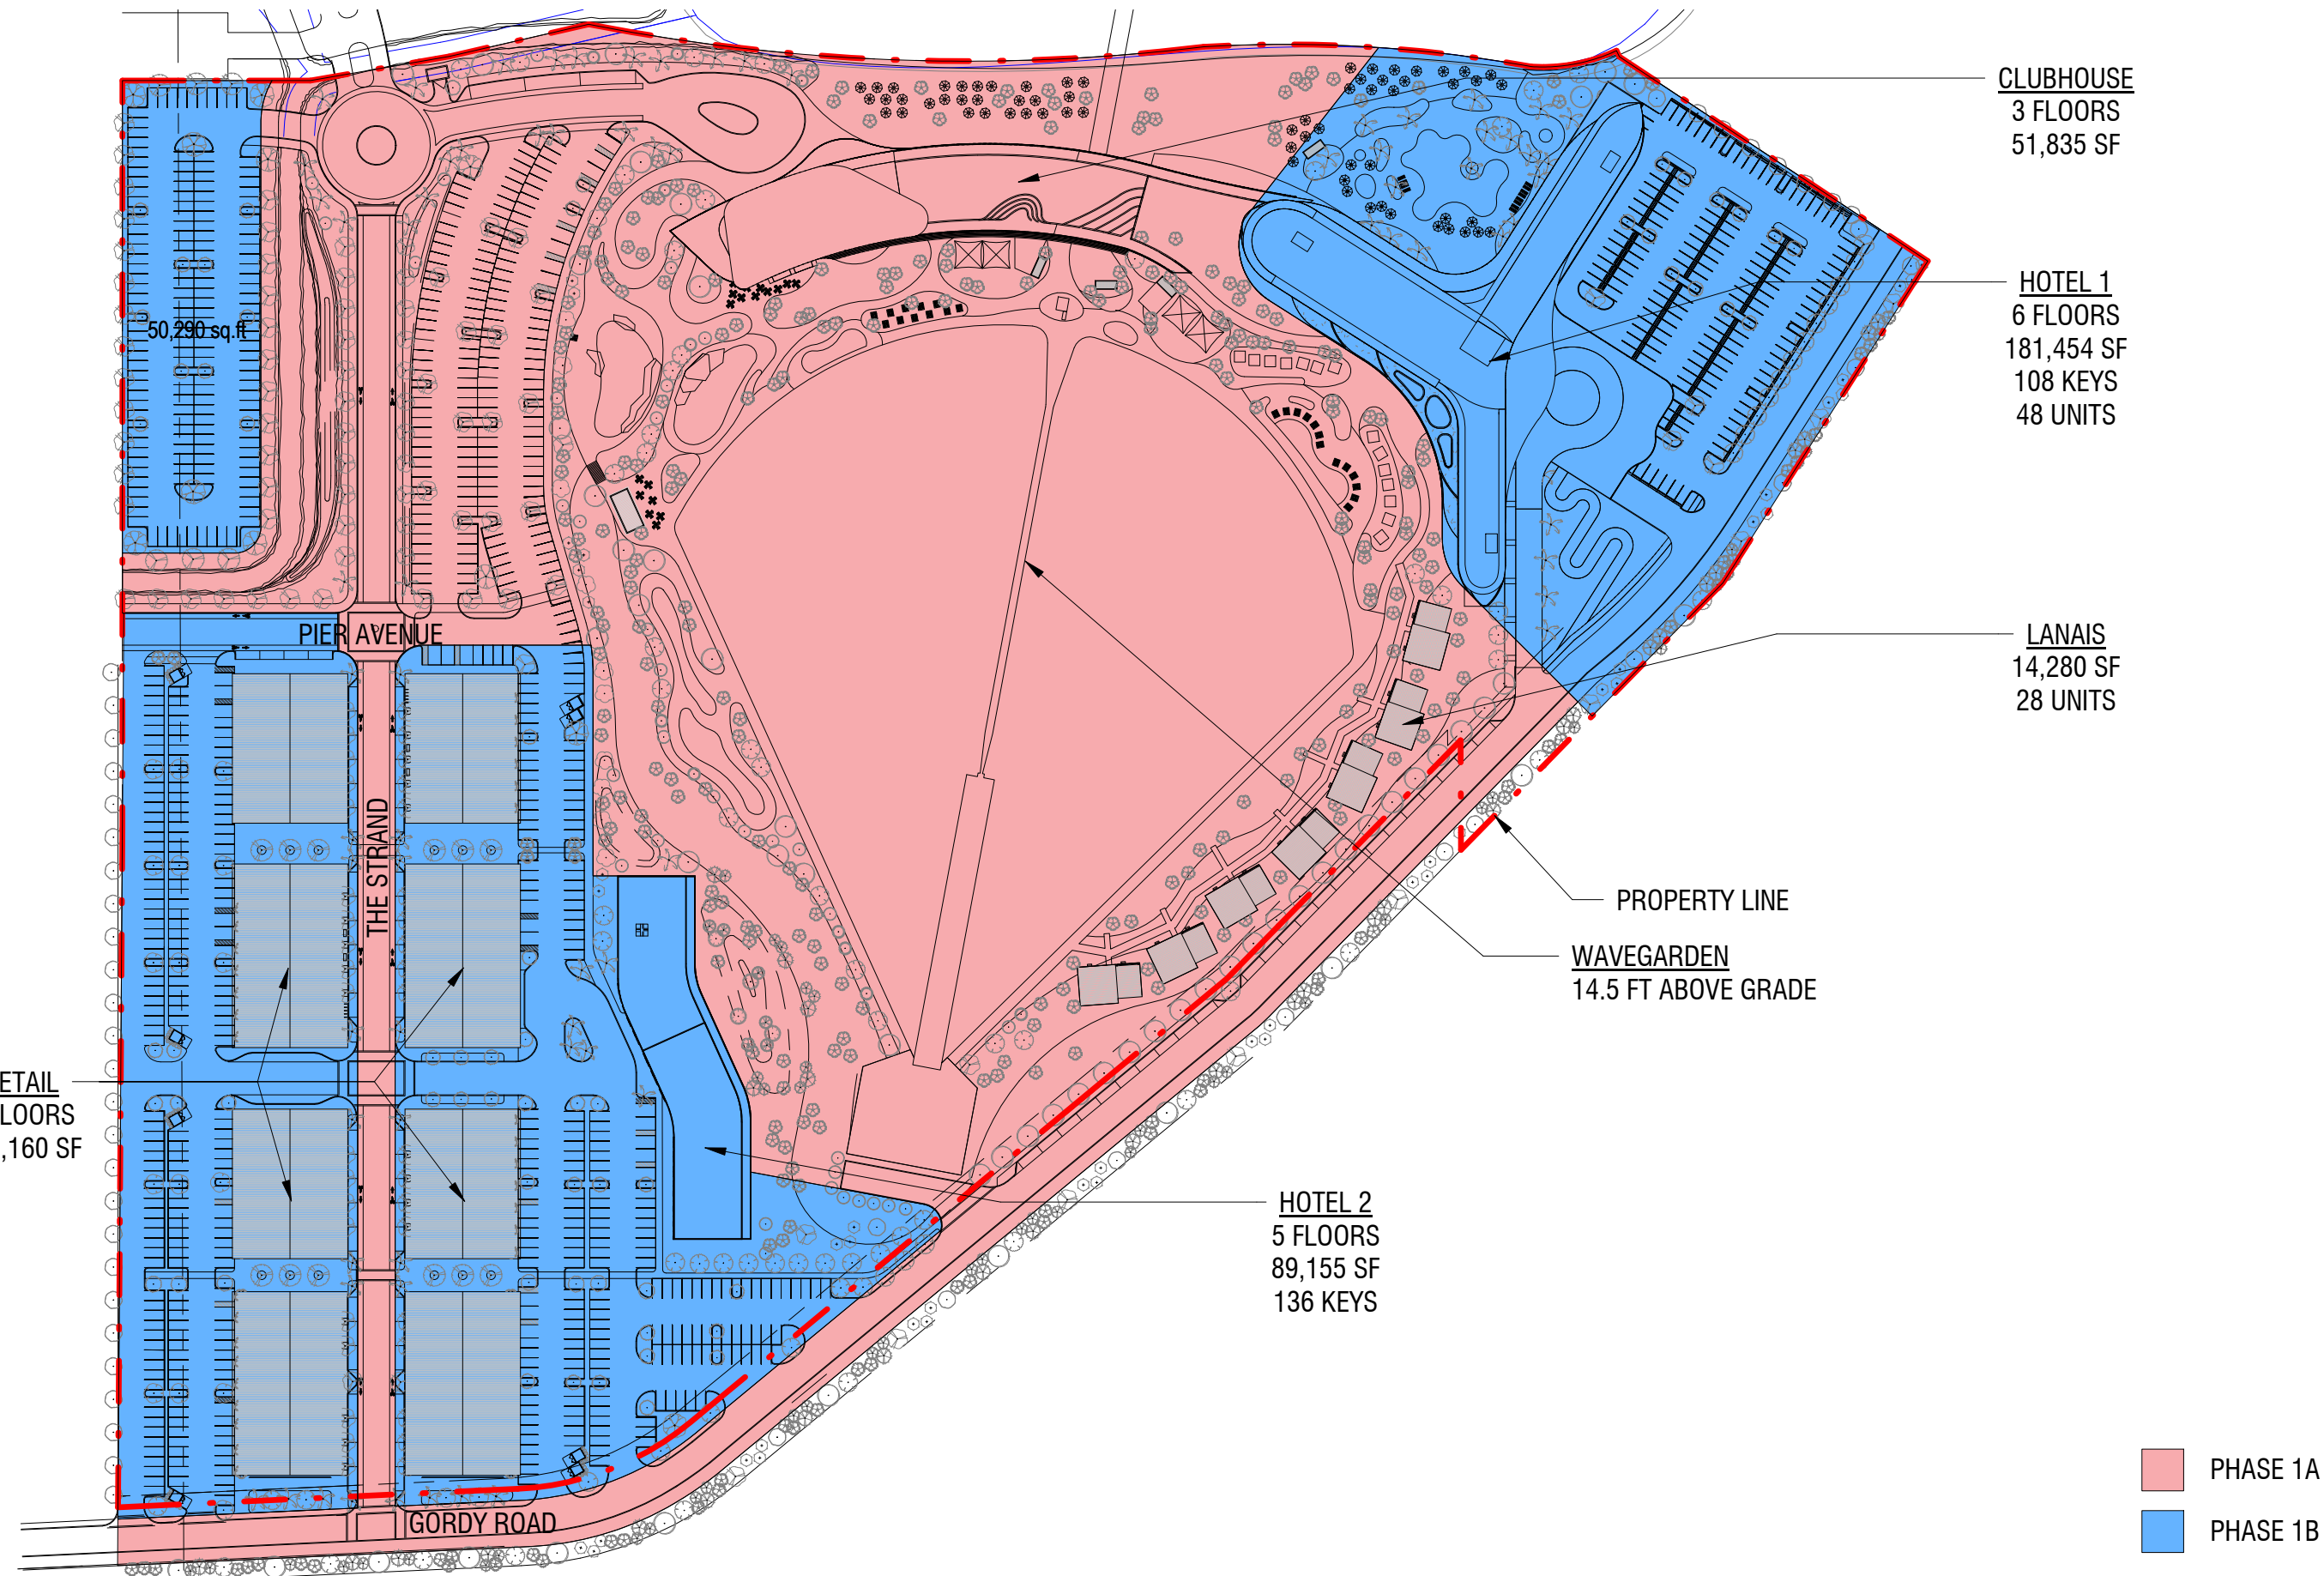 CLUBHOUSE
3 FLOORS
51,835 SF
HOTEL 1
6 FLOORS
181,454 SF
108 KEYS
48 UNITS
50,290 sq.ft
PIER AVENUE
LANAIS
14,280 SF
28 UNITS
THE STRAND
PROPERTY LINE
WAVEGARDEN
14.5 FT ABOVE GRADE
ETAIL
LOORS
,160 SF
HOTEL 2
5 FLOORS
89,155 SF
136 KEYS
GORDY ROAD
PHASE 1A
PHASE 1B